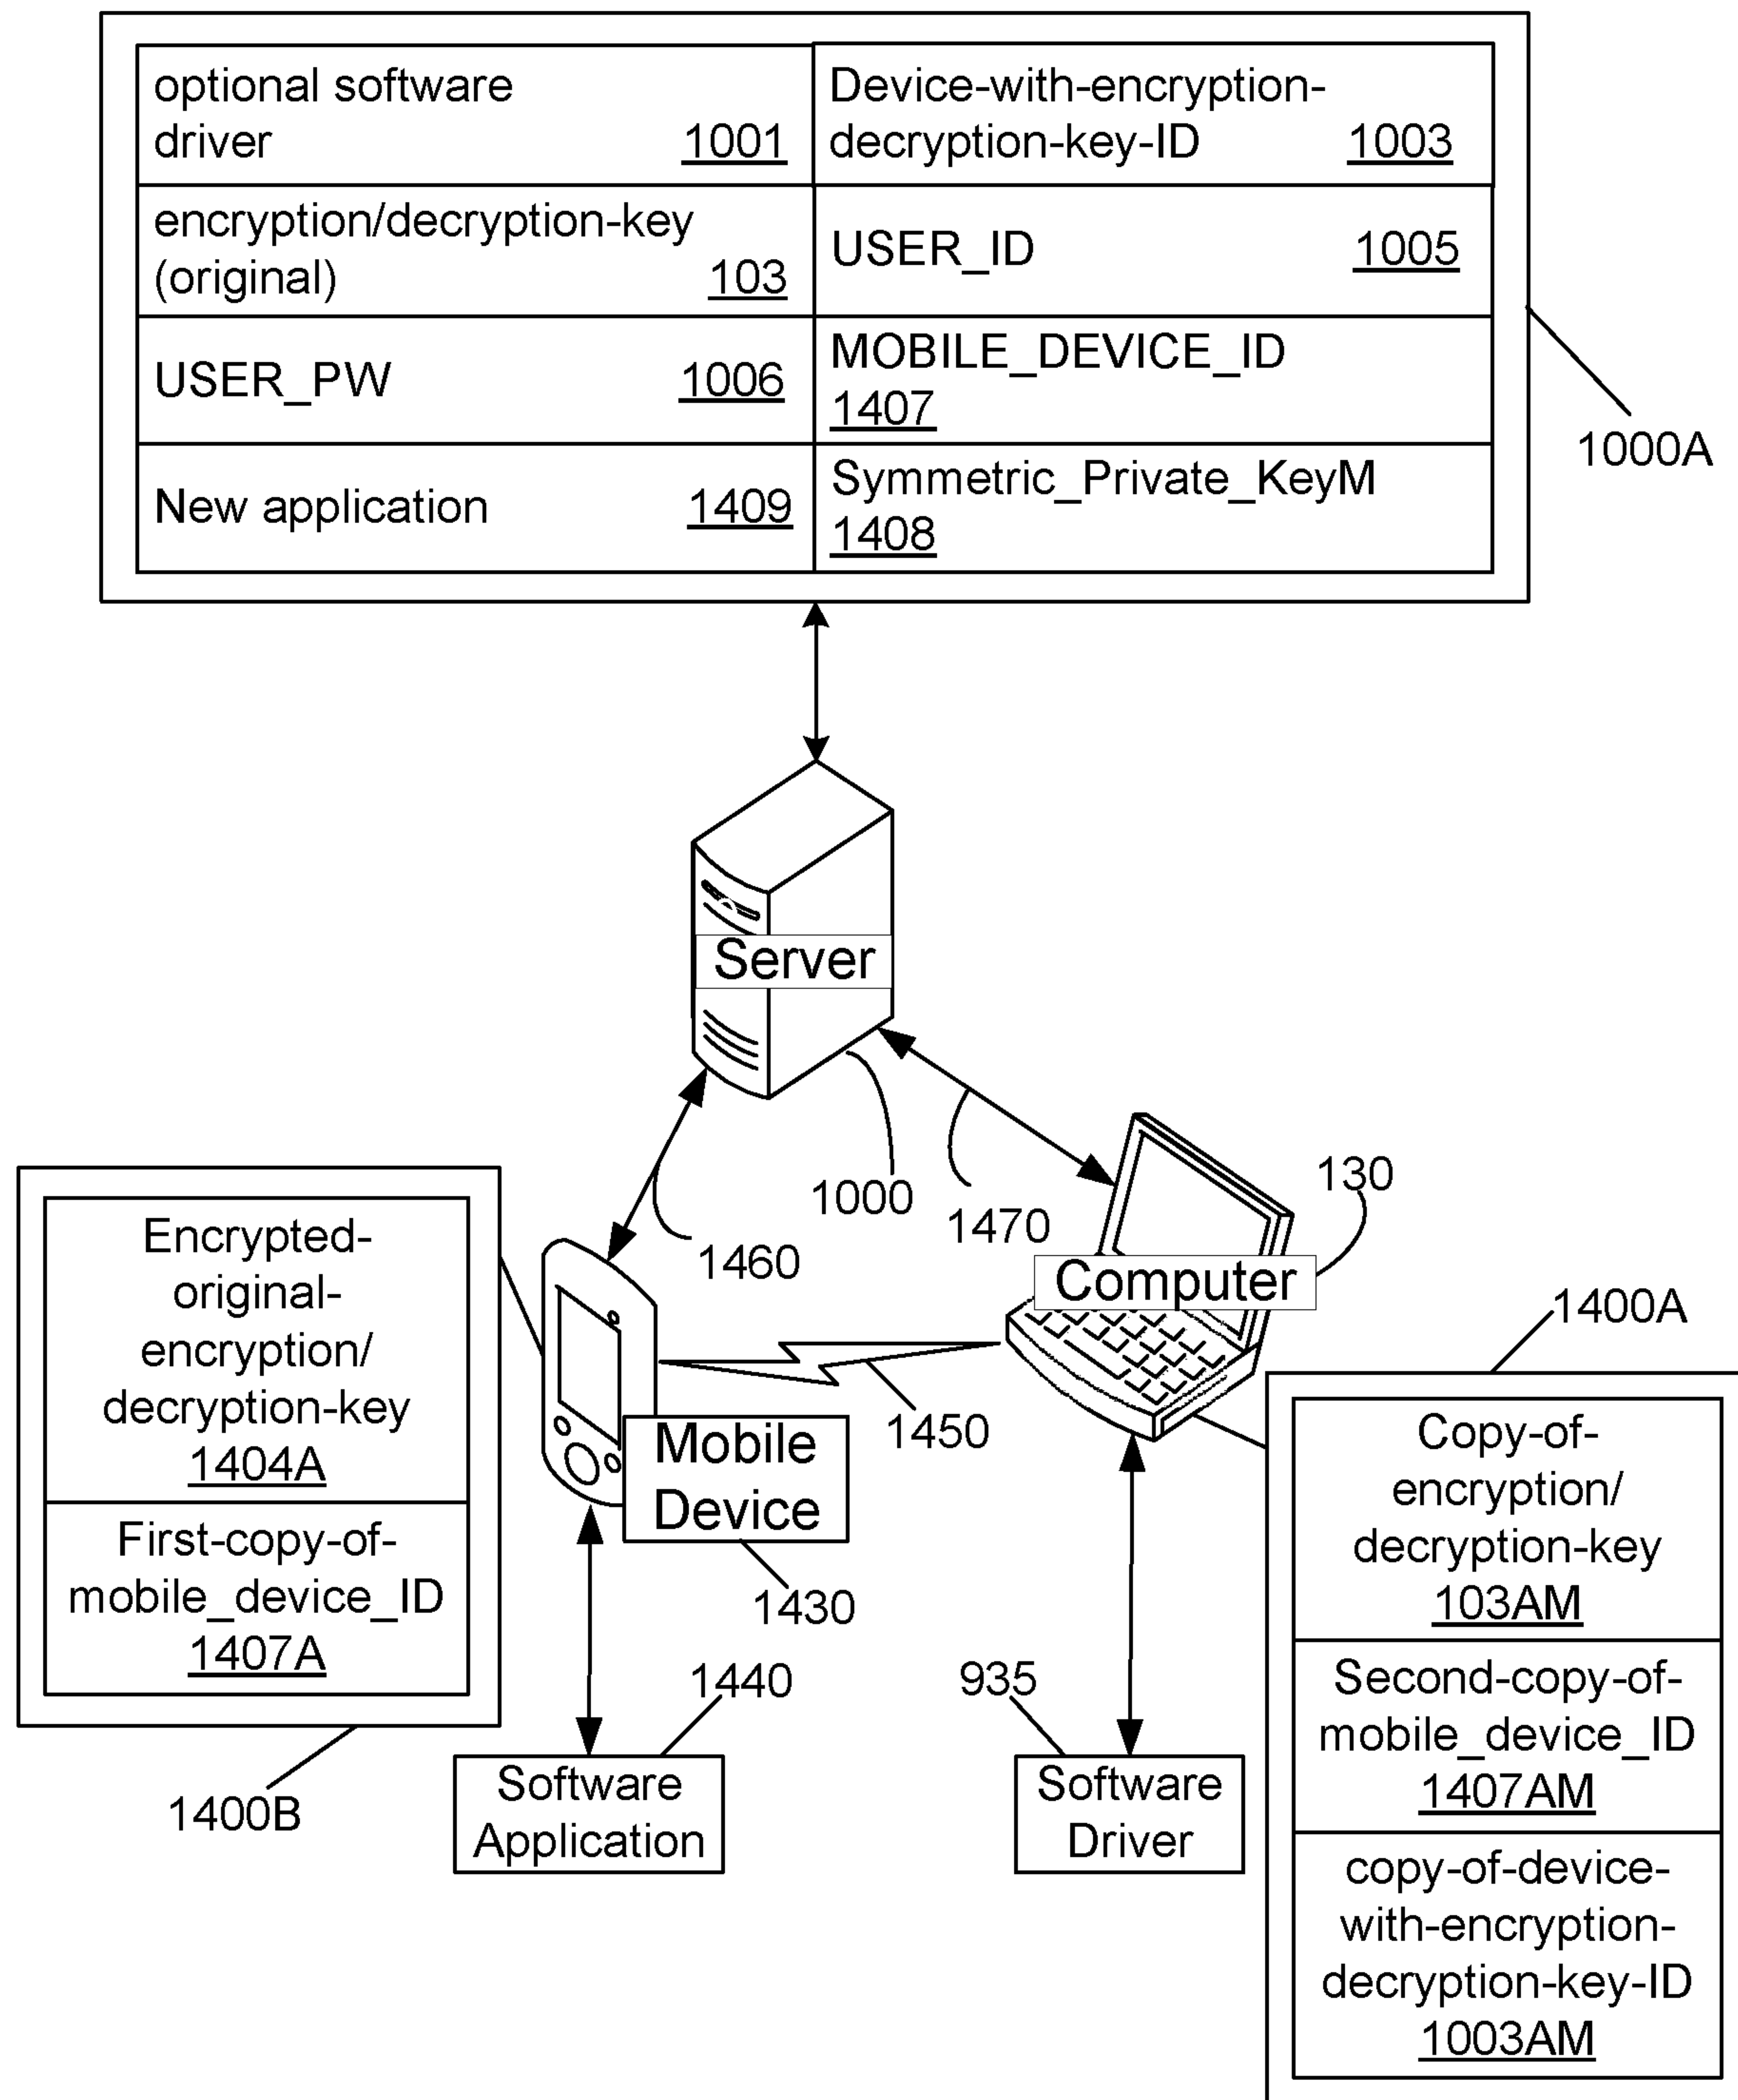 optional software
driver 1001
Device-with-encryption-
decryption-key-ID 1003
encryption/decryption-key
(original) 103
USER_ID 1005
USER_PW 1006
MOBILE_DEVICE_ID
1407
New application 1409
Symmetric_Private_KeyM
1408
1000A
Server
1000
1460
1470
130
Computer
1400A
Encrypted-
original-
encryption/
decryption-key
1404A
First-copy-of-
mobile_device_ID
1407A
1400B
Mobile
Device
1430
1450
1440
Software
Application
935
Software
Driver
Copy-of-
encryption/
decryption-key
103AM
Second-copy-of-
mobile_device_ID
1407AM
copy-of-device-
with-encryption-
decryption-key-ID
1003AM